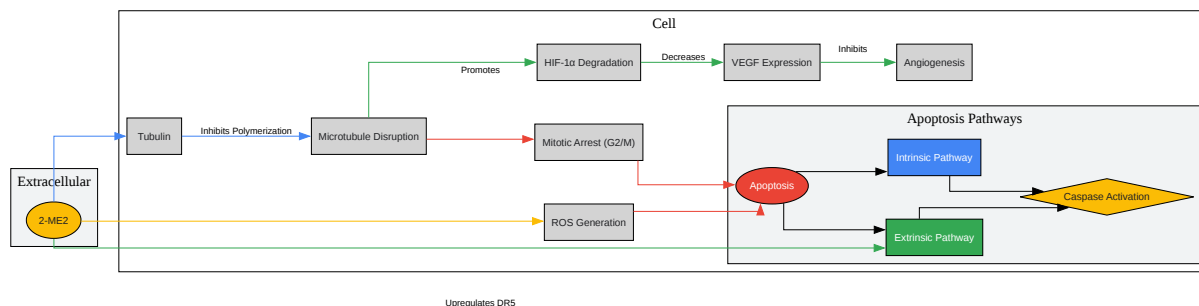 Cell
HIF-1α Degradation
Decreases
VEGF Expression
Inhibits
Angiogenesis
Promotes
Apoptosis Pathways
Tubulin
Inhibits Polymerization
Microtubule Disruption
Mitotic Arrest (G2/M)
Intrinsic Pathway
Extracellular
Apoptosis
Caspase Activation
2-ME2
ROS Generation
Extrinsic Pathway
Upregulates DR5